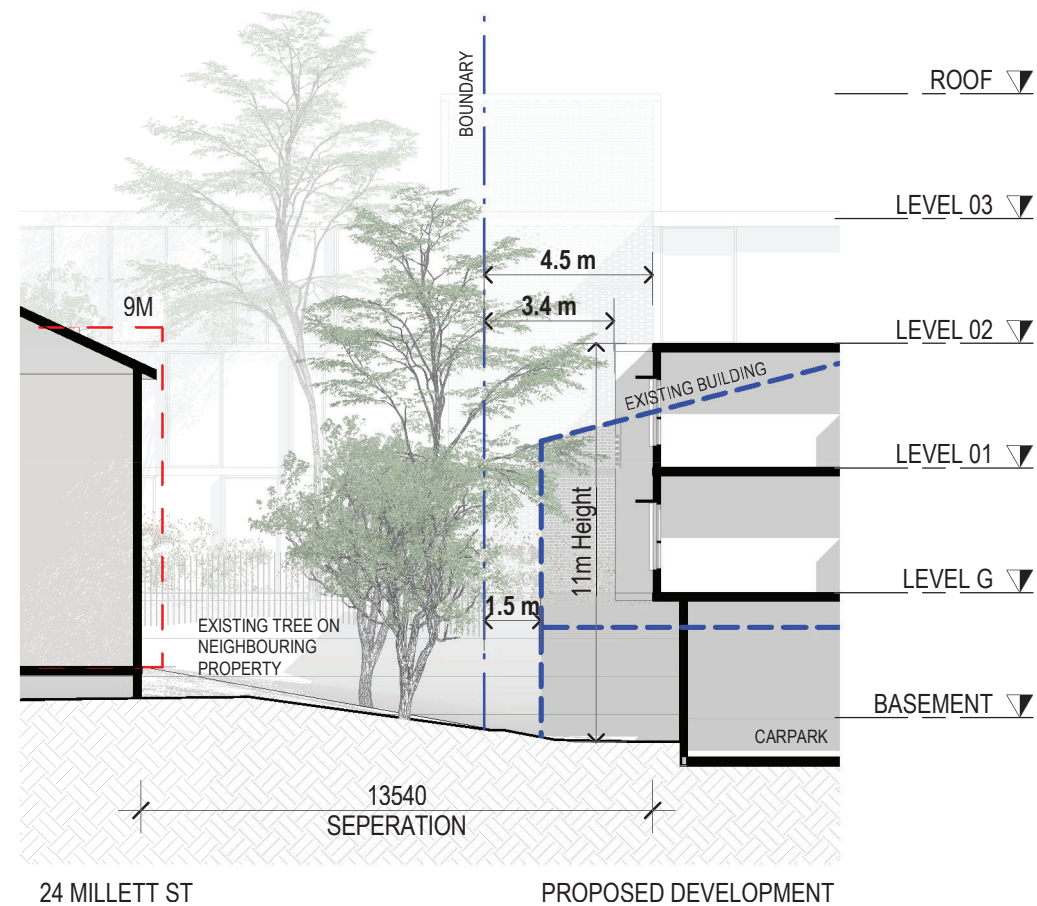 BOUNDARY
ROOF
LEVEL 03
4.5 m
3.4 m
9M
LEVEL 02
EXISTING BUILDING
LEVEL 01
11m Height
LEVEL G
1.5 m
EXISTING TREE ON
NEIGHBOURING
PROPERTY
BASEMENT
CARPARK
13540
SEPERATION
24 MILLETT ST
PROPOSED DEVELOPMENT